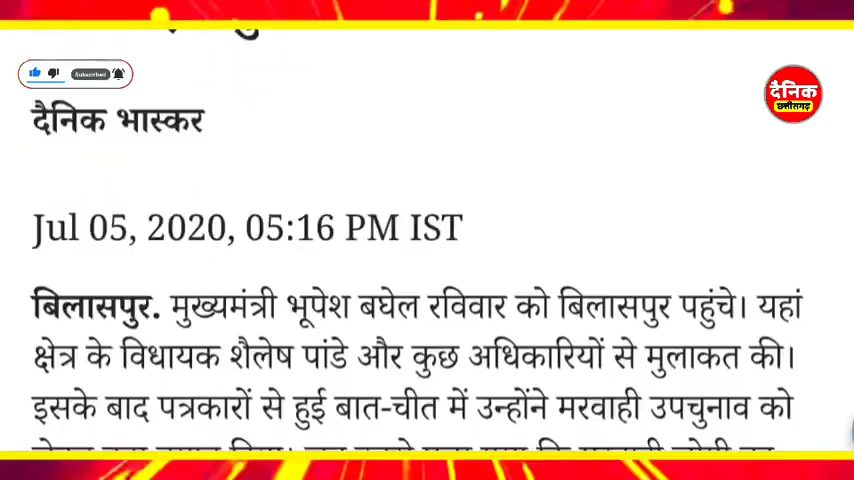 Subscribed
दैनिक
छत्तीसगढ़
दैनिक भास्कर
Jul 05, 2020, 05:16 PM IST
बिलासपुर. मुख्यमंत्री भूपेश बघेल रविवार को बिलासपुर पहुंचे। यहां
क्षेत्र के विधायक शैलेष पांडे और कुछ अधिकारियों से मुलाकत की।
इसके बाद पत्रकारों से हुई बात-चीत में उन्होंने मरवाही उपचुनाव को